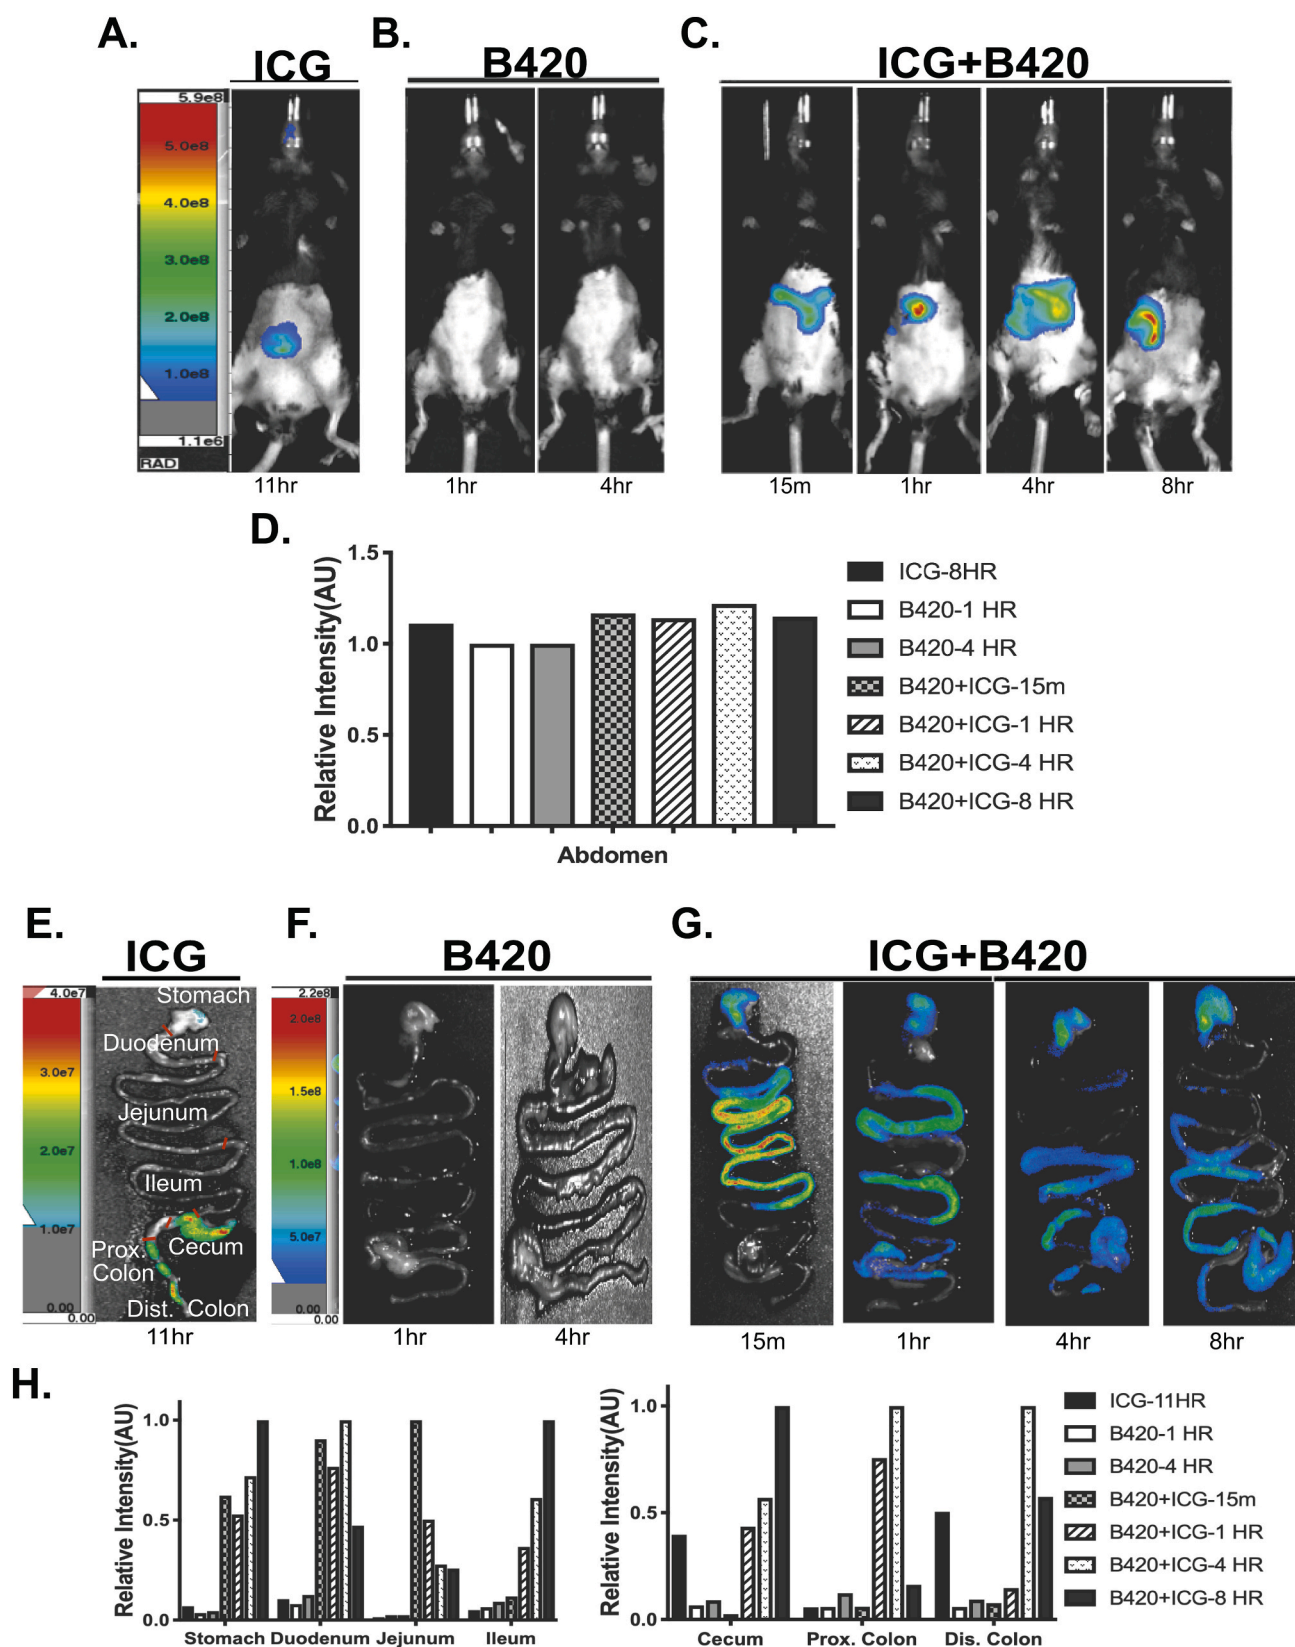 A.
B.
C.
ICG
B420
ICG+B420
5.9e8
5.0e8
4.0e8
3.0e8
2.0e8
1.0e8
1.1e6
RAD
11hr
1hr
4hr
15m
1hr
4hr
8hr
D.
Relative Intensity(AU)
1.5
1.0
0.5
0.0
Abdomen
ICG-8HR
B420-1 HR
B420-4 HR
B420+ICG-15m
B420+ICG-1 HR
B420+ICG-4 HR
B420+ICG-8 HR
E.
F.
G.
ICG
B420
ICG+B420
4.0e7
3.0e7
2.0e7
1.0e7
0.00
0.00
Stomach
Duodenum
Jejunum
Ileum
Prox.
Colon
Cecum
Dist. Colon
2.2e8
2.0e8
1.5e8
1.0e8
5.0e7
0.00
0.00
11hr
1hr
4hr
15m
1hr
4hr
8hr
H.
Relative Intensity(AU)
1.0
0.5
0.0
Stomach Duodenum Jejunum Ileum
Relative Intensity(AU)
1.0
0.5
0.0
Cecum Prox. Colon Dis. Colon
ICG-11HR
B420-1 HR
B420-4 HR
B420+ICG-15m
B420+ICG-1 HR
B420+ICG-4 HR
B420+ICG-8 HR